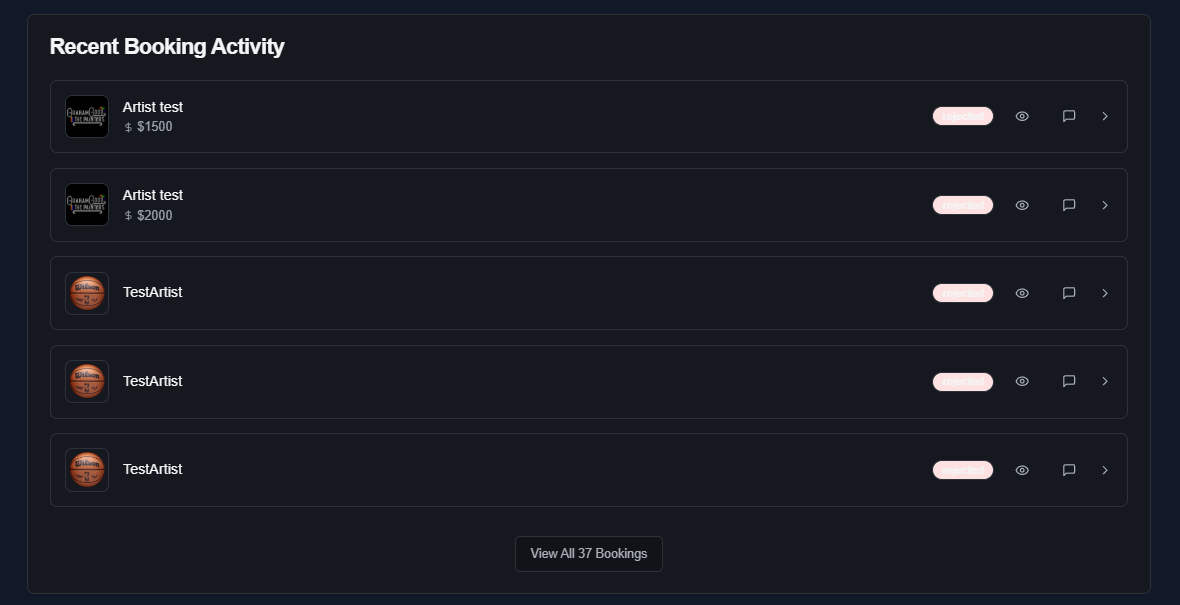 Recent Booking Activity
Artist test
$ $1500
rejected
Artist test
$ $2000
rejected
TestArtist
rejected
TestArtist
rejected
TestArtist
rejected
View All 37 Bookings